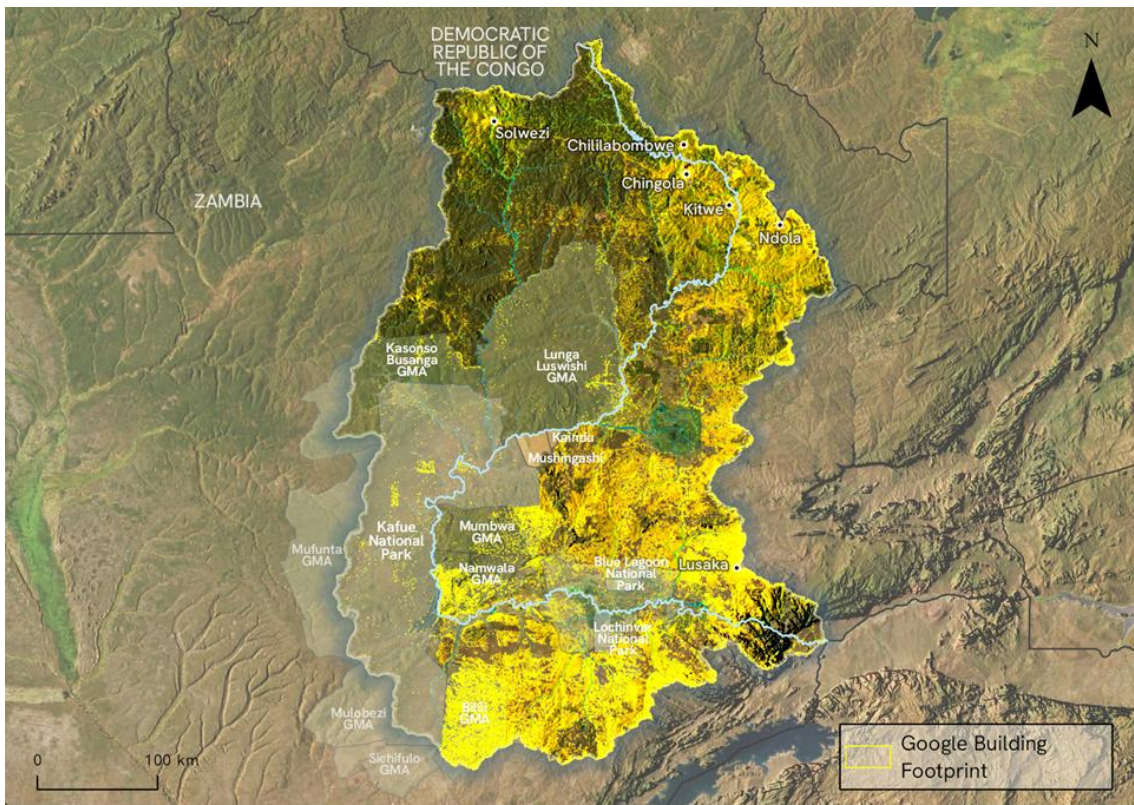 DEMOCRATIC
REPUBLIC OF
THE CONGO
N
Solwezi
Chililabombwe
Chingola
ZAMBIA
Kitwe
Ndola
Kasonso
Busanga
GMA
Lunga
Luswishi
GMA
Kaindu
Mushingashi
Kafue
National
Park
Mumbwa
GMA
Mufunta
GMA
Namwala
GMA
Blue Lagoon
National
Park
Lusaka
Lochinvar
National
Park
Bilili
GMA
Mulobezi
GMA
Sichifulo
GMA
0
100 km
Google Building
Footprint